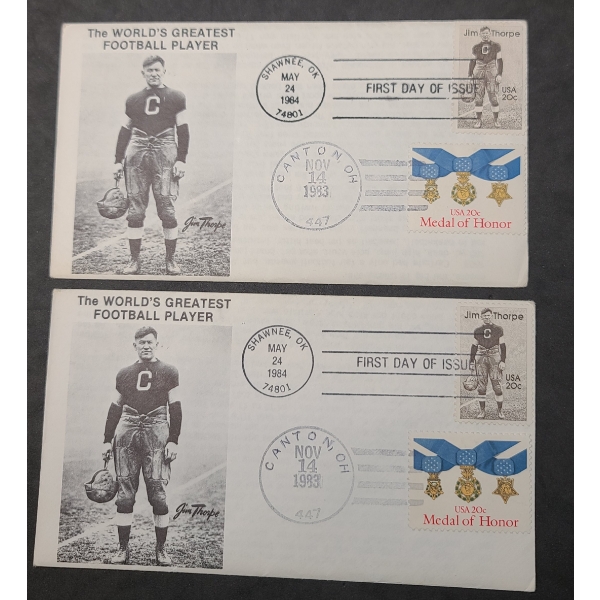 The WORLD'S GREATEST
FOOTBALL PLAYER
C
Jim Thorpe
SHAWNEE, OK
MAY
24
1984
74801
FIRST DAY OF ISSUE
Jim Thorpe
C
USA
20c
CANTON, OH
NOV
14
1983
447
USA 20c
Medal of Honor
The WORLD'S GREATEST
FOOTBALL PLAYER
C
Jim Thorpe
SHAWNEE, OK
MAY
24
1984
74801
FIRST DAY OF ISSUE
Jim Thorpe
C
USA
20c
CANTON, OH
NOV
14
1983
447
USA 20c
Medal of Honor